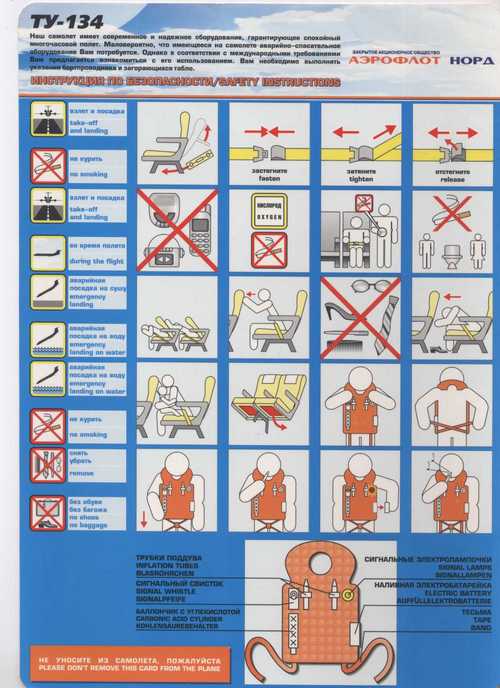 ТУ-134
Наш самолет имеет современное и надежное оборудование, гарантирующее спокойный
многочасовой полет. Маловероятно, что имеющиеся на самолете аварийно-спасательное
оборудование Вам потребуется. Однако в соответствии с международными требованиями
Вам предлагается ознакомиться с его использованием. Вам необходимо выполнить
указания бортпроводника и загорающихся табло.
ЗАКРЫТОЕ АКЦИОНЕРНОЕ ОБЩЕСТВО
АЭРОФЛОТ НОРД
ИНСТРУКЦИЯ ПО БЕЗОПАСНОСТИ/SAFETY INSTRUCTIONS
взлет и посадка
take-off
and landing
застегните
fasten
затените
tighten
отстегните
release
не курить
no smoking
взлет и посадка
take-off
and landing
КИСЛОРОД
OXYGEN
во время полета
during the flight
аварийная
посадка на сушу
emergency
landing
аварийная
посадка на воду
emergency
landing on water
аварийная
посадка на воду
emergency
landing on water
не курить
no smoking
снять
убрать
remove
без обуви
без багажа
no shoes
no baggage
ТРУБКИ ПОДДУВА
INFLATION TUBES
BLASRÖHRCHEN
СИГНАЛЬНЫЙ СВИСТОК
SIGNAL WHISTLE
SIGNALPFEIFE
БАЛЛОНЧИК С УГЛЕКИСЛОТОЙ
CARBONIC ACID CYLINDER
KOHLENSÄUREBEHÄLTER
СИГНАЛЬНЫЕ ЭЛЕКТРОЛАМПОЧКИ
SIGNAL LAMPS
SIGNALLAMPEN
НАЛИВНАЯ ЭЛЕКТРОБАТАРЕЙКА
ELECTRIC BATTERY
AUFFÜLLELEKTROBATTERIE
ТЕСЬМА
TAPE
BAND
НЕ УНОСИТЕ ИЗ САМОЛЕТА, ПОЖАЛУЙСТА
PLEASE DON'T REMOVE THIS CARD FROM THE PLANE